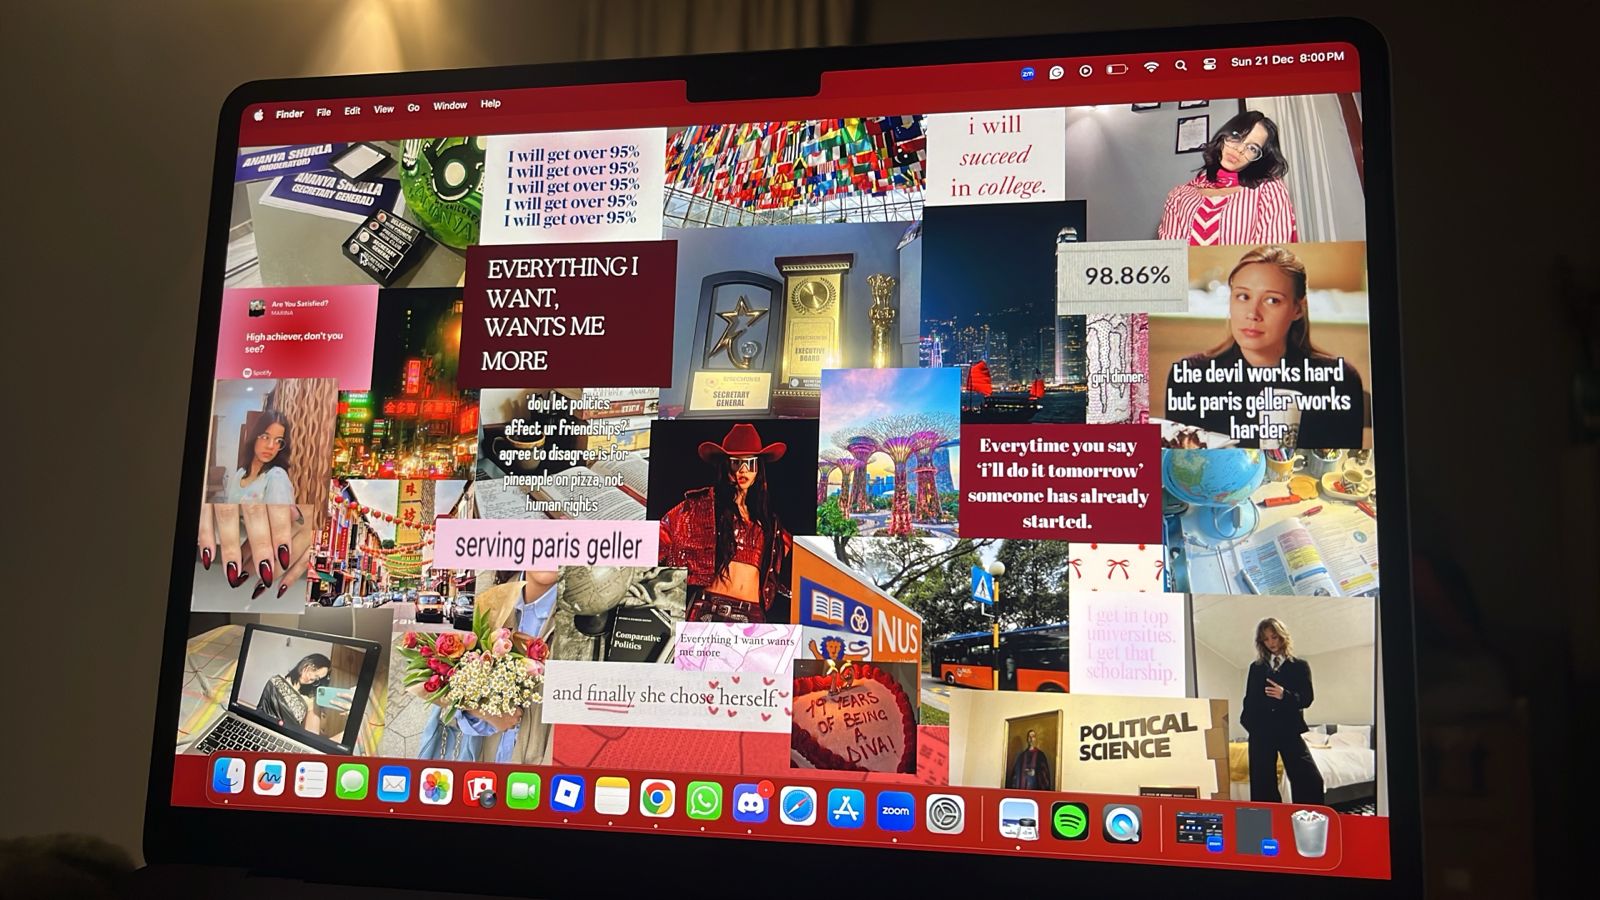 Finder File Edit View Go Window Help
zm
Sun 21 Dec 8:00 PM
ANANYA SHUKLA
(MODERATOR)
ANANYA SHUKLA
(SECRETARY GENERAL)
I will get over 95%
I will get over 95%
I will get over 95%
I will get over 95%
I will get over 95%
i will
succeed
in college.
EVERYTHING I
WANT,
WANTS ME
MORE
98.86%
Are You Satisfied?
MARINA
High achiever, don't you
see?
Spotify
EXECUTIVE
BOARD
SECRETARY
GENERAL
girl dinner.
the devil works hard
but paris geller works
harder
do u let politics
affect ur friendships?
agree to disagree is for
pineapple on pizza, not
human rights
Everytime you say
‘i’ll do it tomorrow’
someone has already
started.
serving paris geller
NUS
Comparative
Politics
Everything I want wants
me more
I get in top
universities.
I get that
scholarship.
and finally she chose herself.
19
19 YEARS
OF BEING
A
DIVA!
POLITICAL
SCIENCE
zoom